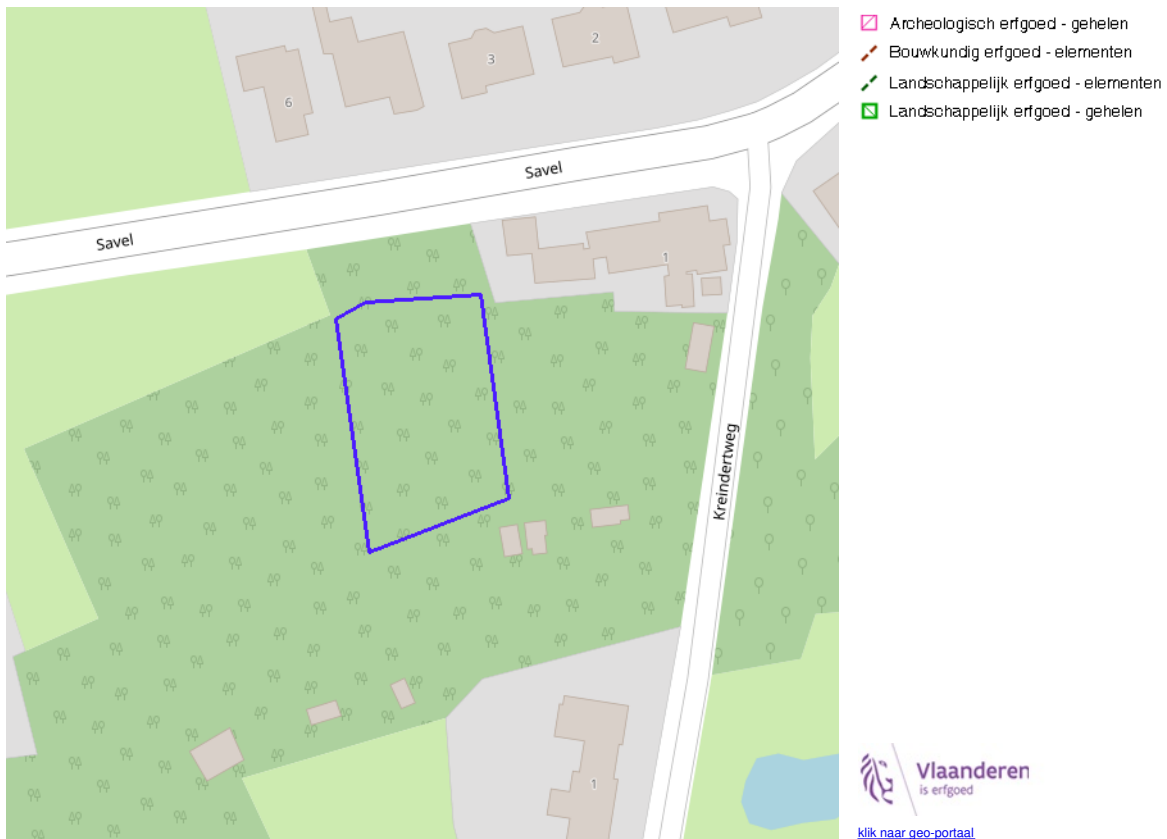 6
3
2
Savel
Savel
1
Kreindertweg
1
Archeologisch erfgoed - gehelen
Bouwkundig erfgoed - elementen
Landschappelijk erfgoed - elementen
Landschappelijk erfgoed - gehelen
Vlaanderen
is erfgoed
klik naar geo-portaal